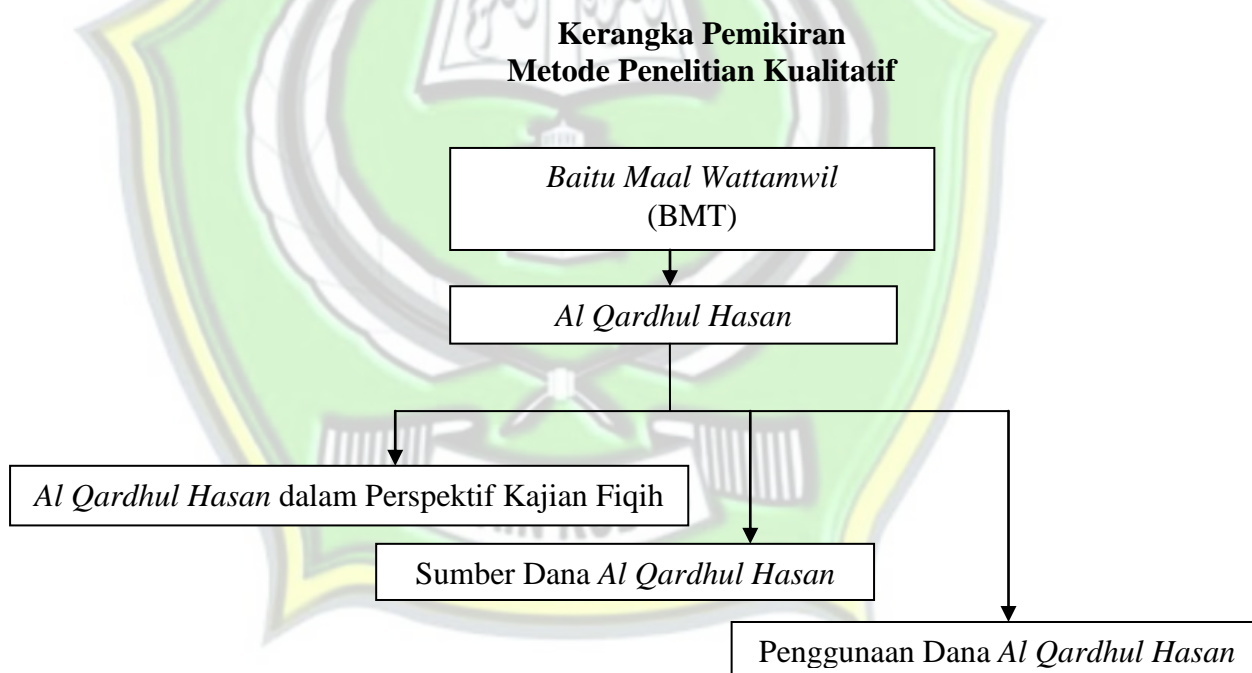 Kerangka Pemikiran
Metode Penelitian Kualitatif
Baitu Maal Wattamwil
(BMT)
Al Qardhul Hasan
Al Qardhul Hasan dalam Perspektif Kajian Fiqih
Sumber Dana Al Qardhul Hasan
Penggunaan Dana Al Qardhul Hasan